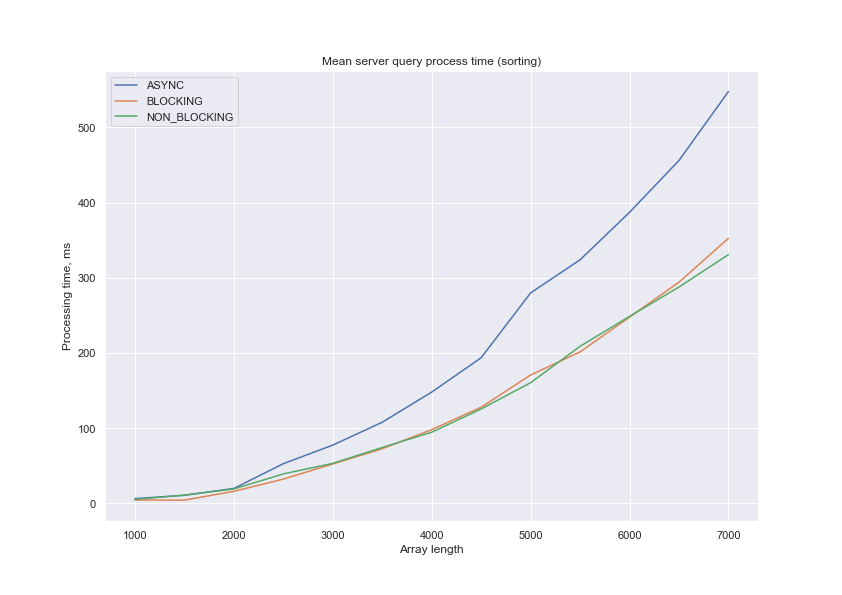 Mean server query process time (sorting)
ASYNC
BLOCKING
NON_BLOCKING
Processing time, ms
500
400
300
200
100
0
1000 2000 3000 4000 5000 6000 7000
Array length